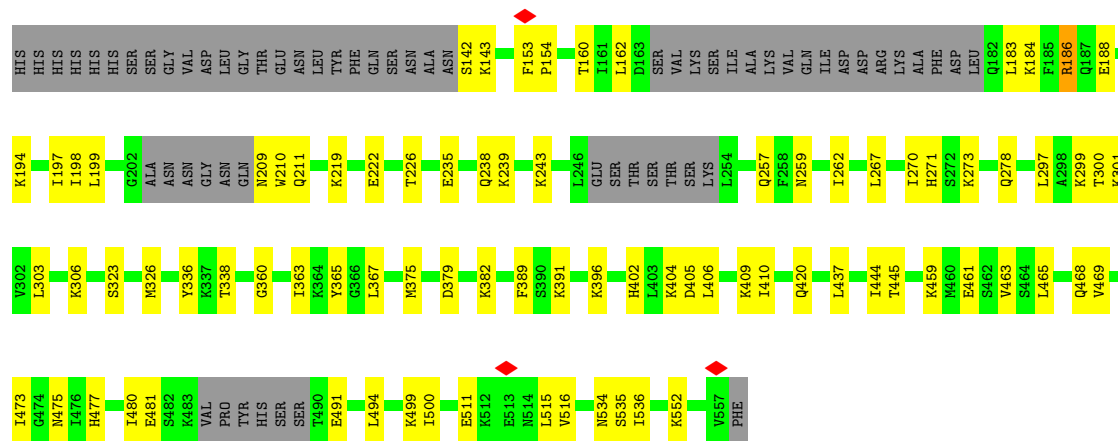 HIS HIS HIS HIS HIS HIS SER SER GLY VAL ASP LEU GLY THR GLU ASN LEU TYR PHE GLN SER ASN ALA ASN S142 K143 F153 P154 T160 I161 L162 D163 SER VAL LYS SER ILE ALA LYS VAL GLN ILE ASP ASP ARG LYS ALA PHE ASP LEU Q182 L183 K184 F185 R186 Q187 E188
K194 I197 I198 L199 G202 ALA ASN ASN GLY ASN GLN N209 W210 Q211 K219 E222 T226 E235 Q238 K239 K243 L246 GLU SER THR SER THR SER LYS L254 Q257 F258 N259 I262 L267 I270 H271 S272 K273 Q278 L297 A298 K299 T300 K301
V302 L303 K306 S323 M326 Y336 K337 T338 G360 I363 K364 Y365 G366 L367 M375 D379 K382 F389 S390 K391 K396 H402 L403 K404 D405 L406 K409 I410 Q420 L437 I444 T445 K459 M460 E461 S462 V463 S464 L465 Q468 V469
I473 G474 N475 I476 H477 I480 E481 S482 K483 VAL PRO TYR HIS SER SER T490 E491 L494 K499 I500 E511 K512 E513 N514 L515 V516 N534 S535 I536 K552 V557 PHE